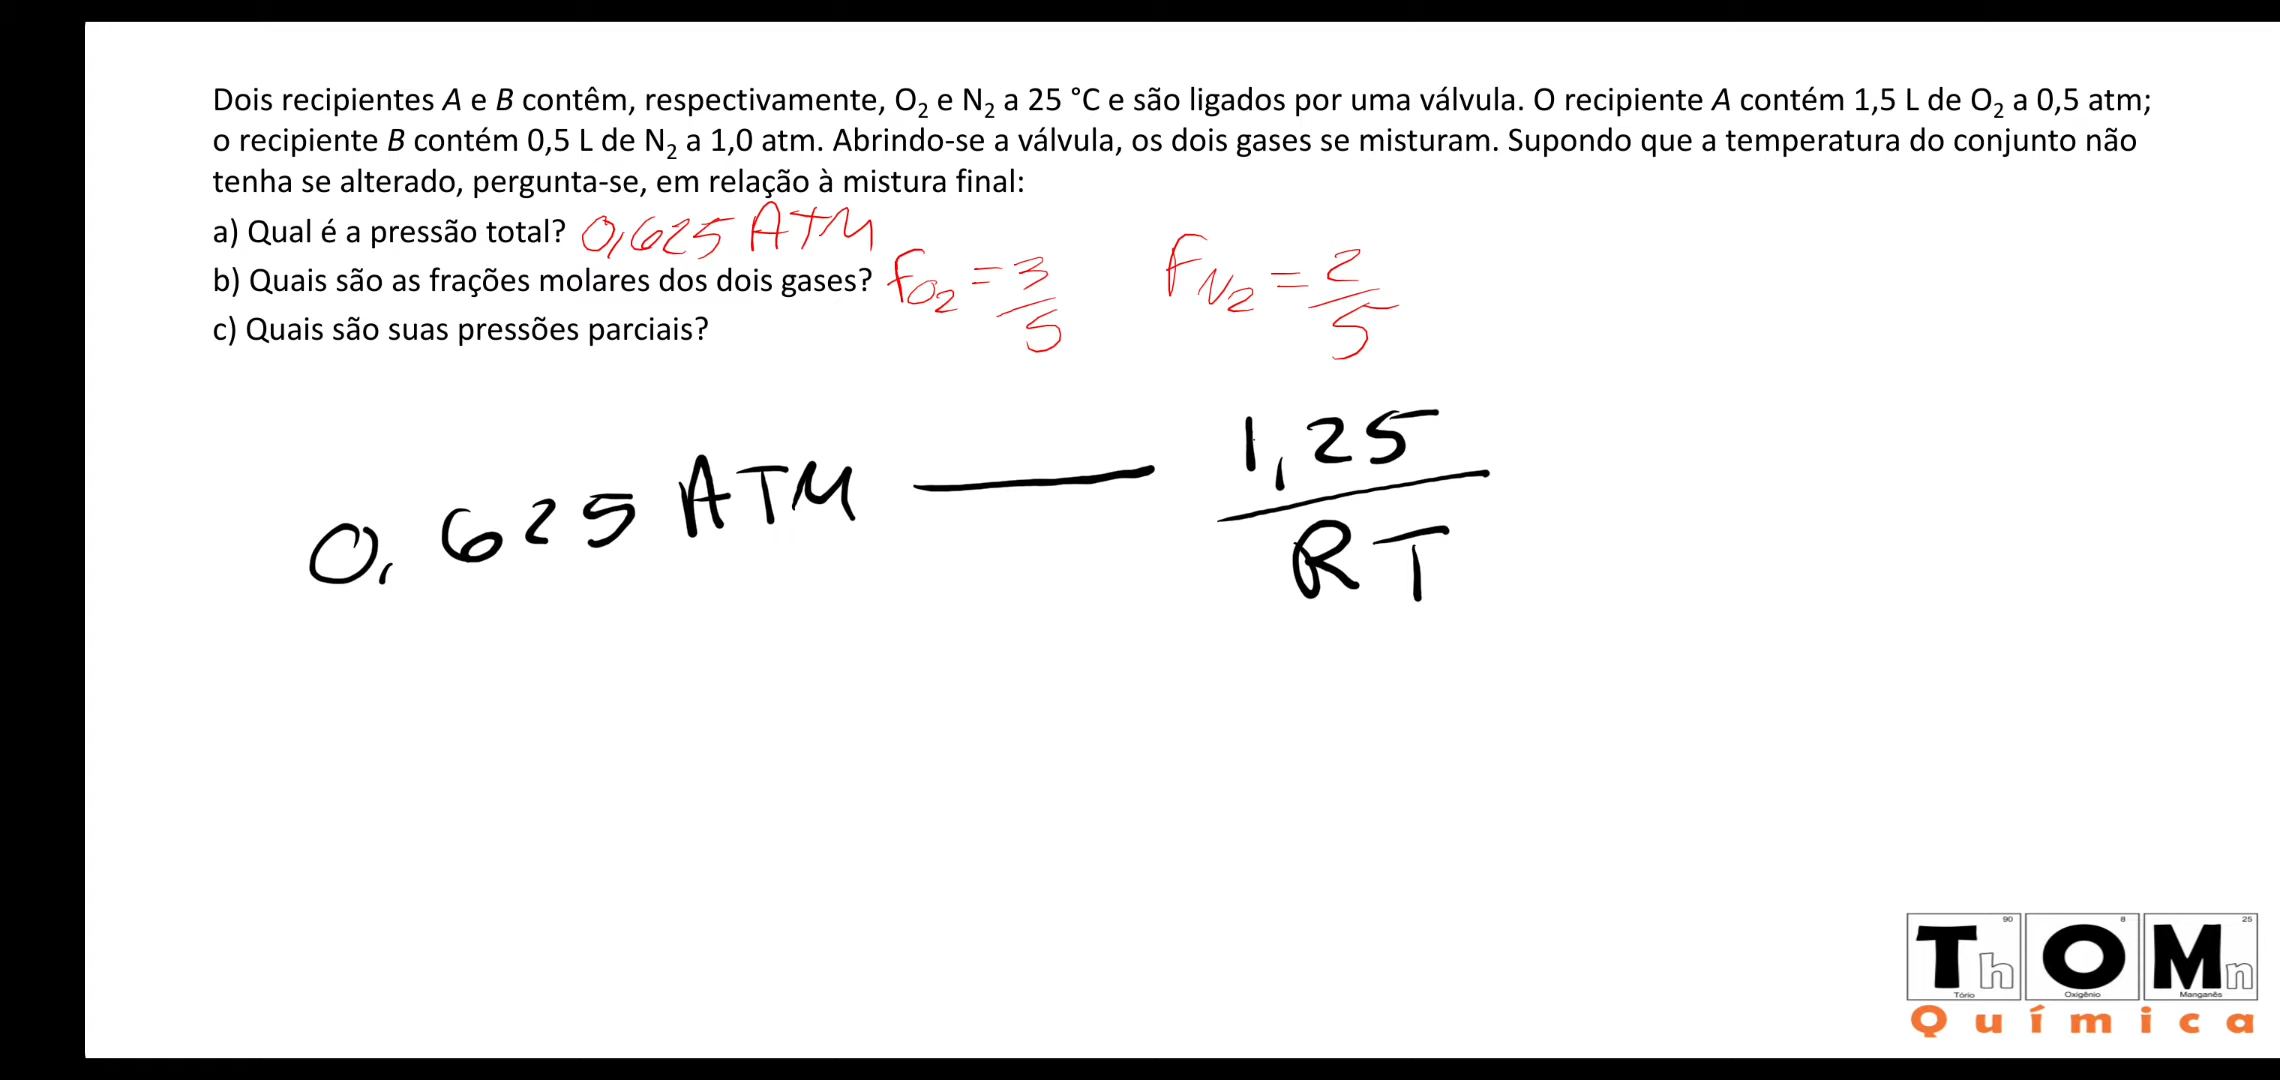 Dois recipientes A e B contêm, respectivamente, O₂ e N₂ a 25 °C e são ligados por uma válvula. O recipiente A contém 1,5 L de O₂ a 0,5 atm;
o recipiente B contém 0,5 L de N₂ a 1,0 atm. Abrindo-se a válvula, os dois gases se misturam. Supondo que a temperatura do conjunto não
tenha se alterado, pergunta-se, em relação à mistura final:
a) Qual é a pressão total? 0,625 ATM
b) Quais são as frações molares dos dois gases? fO₂ = 3/5 FN₂ = 2/5
c) Quais são suas pressões parciais?
0,625 ATM — 1,25/RT
90 8 25
Th O Mn
Tório Oxigênio Manganês
Química